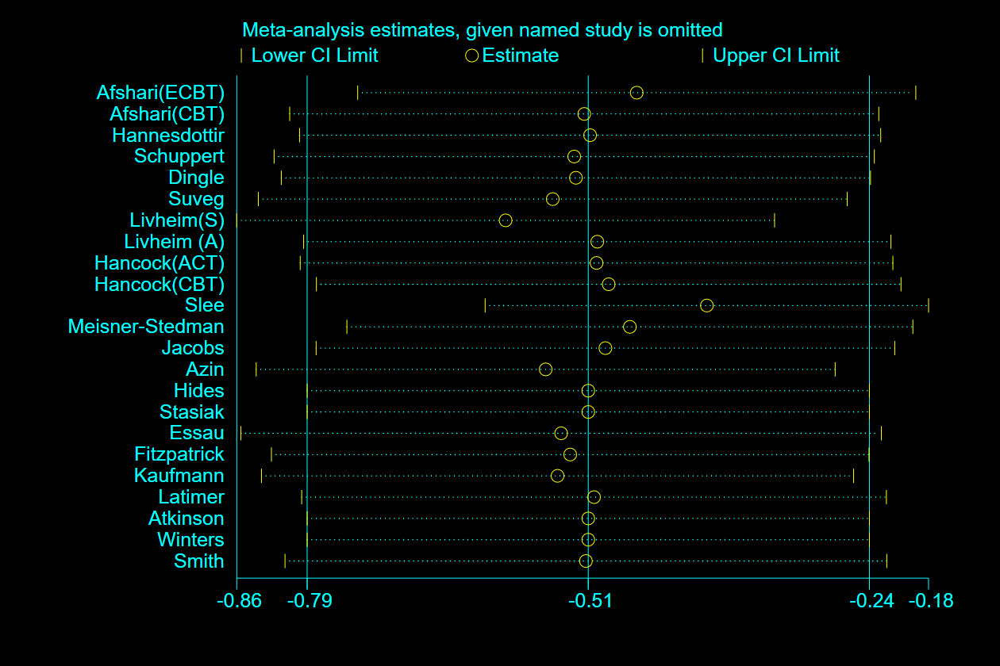 Meta-analysis estimates, given named study is omitted
Lower CI Limit Estimate Upper CI Limit
Afshari(ECBT)
Afshari(CBT)
Hannesdottir
Schuppert
Dingle
Suveg
Livheim(S)
Livheim (A)
Hancock(ACT)
Hancock(CBT)
Slee
Meisner-Stedman
Jacobs
Azin
Hides
Stasiak
Essau
Fitzpatrick
Kaufmann
Latimer
Atkinson
Winters
Smith
-0.86 -0.79 -0.51 -0.24 -0.18